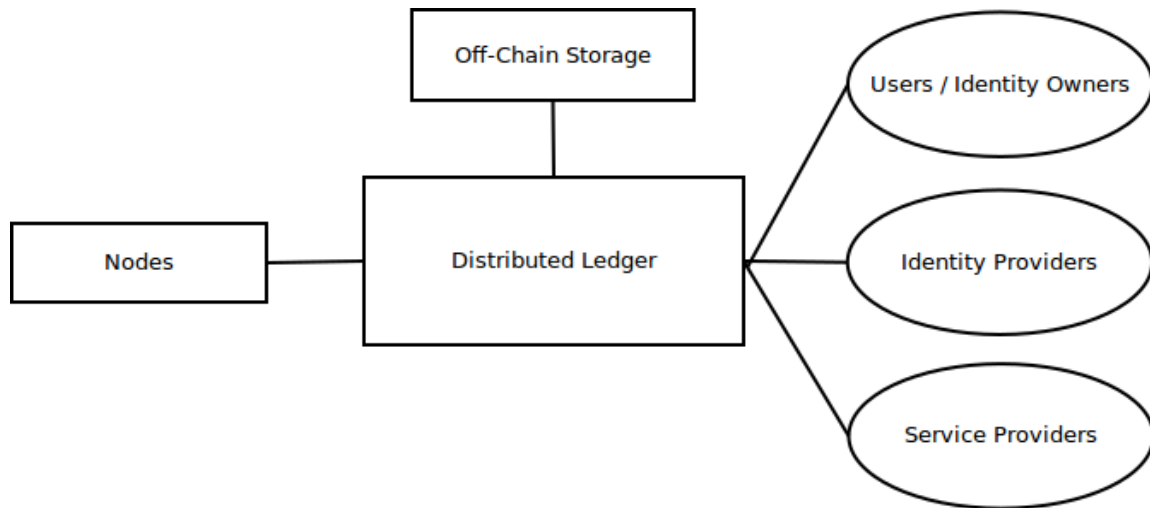 Off-Chain Storage
Users / Identity Owners
Nodes
Distributed Ledger
Identity Providers
Service Providers